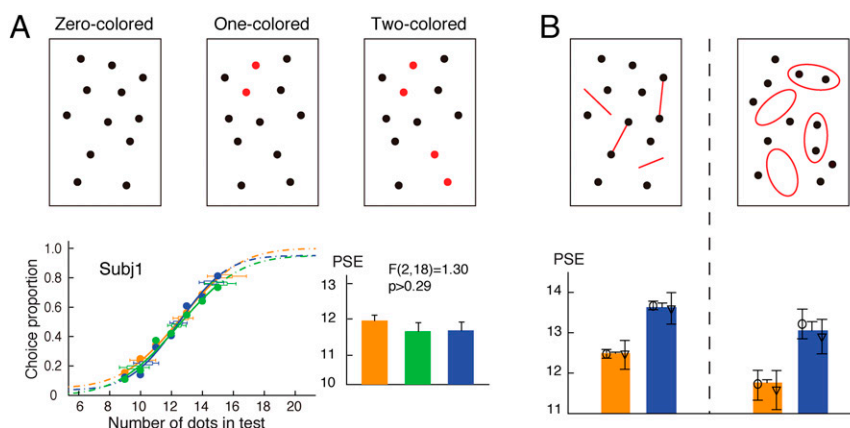 A
Zero-colored
One-colored
Two-colored
B
Subj1
Choice proportion
1.0
0.8
0.6
0.4
0.2
0
6
8
10
12
14
16
18
20
Number of dots in test
PSE
F(2,18)=1.30
p>0.29
13
12
11
10
PSE
14
13
12
11